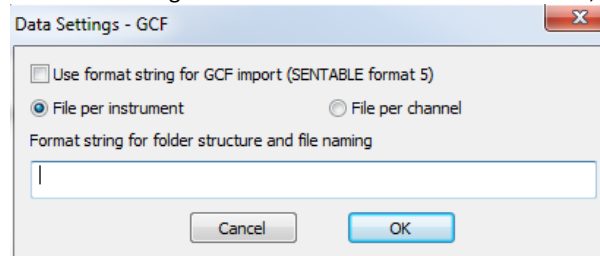 Data Settings - GCF
Use format string for GCF import (SENTABLE format 5)
File per instrument File per channel
Format string for folder structure and file naming
Cancel OK